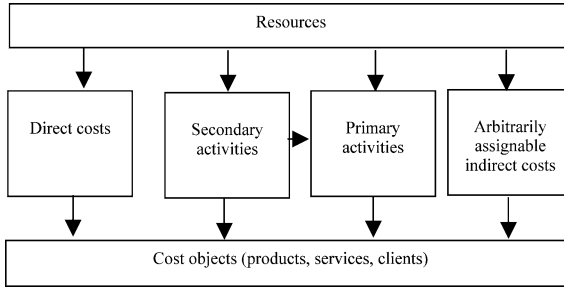 Resources
Direct costs
Secondary
activities
Primary
activities
Arbitrarily
assignable
indirect costs
Cost objects (products, services, clients)